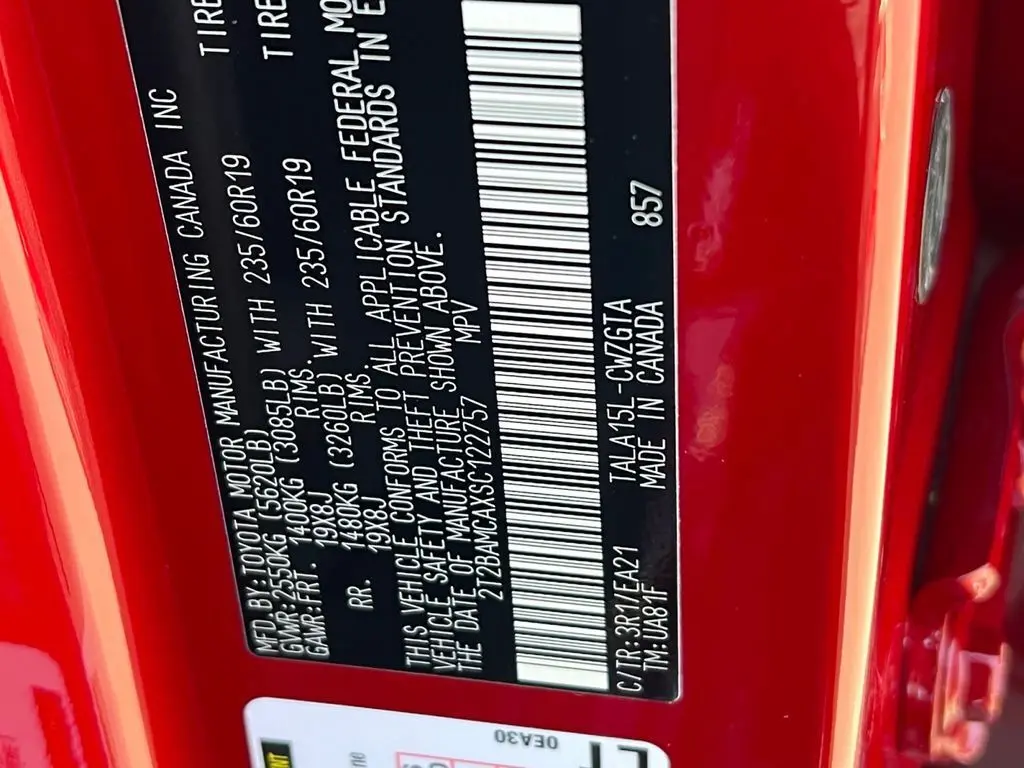 MFD.BY:TOYOTA MOTOR MANUFACTURING CANADA INC
GVWR:2550KG (5620LB)
GAWR:FRT. 1400KG (3085LB) WITH 235/60R19 TIRE
19X8J RIMS.
RR. 1480KG (3260LB) WITH 235/60R19 TIRE
19X8J RIMS.
THIS VEHICLE CONFORMS TO ALL APPLICABLE FEDERAL MO
VEHICLE SAFETY AND THEFT PREVENTION STANDARDS IN E
THE DATE OF MANUFACTURE SHOWN ABOVE.
2T2BAMCAXSC122757 MPV
C/TR:3R1/EA21 TALA15L-CWZGTA 857
TM:UA81F MADE IN CANADA
0EA30